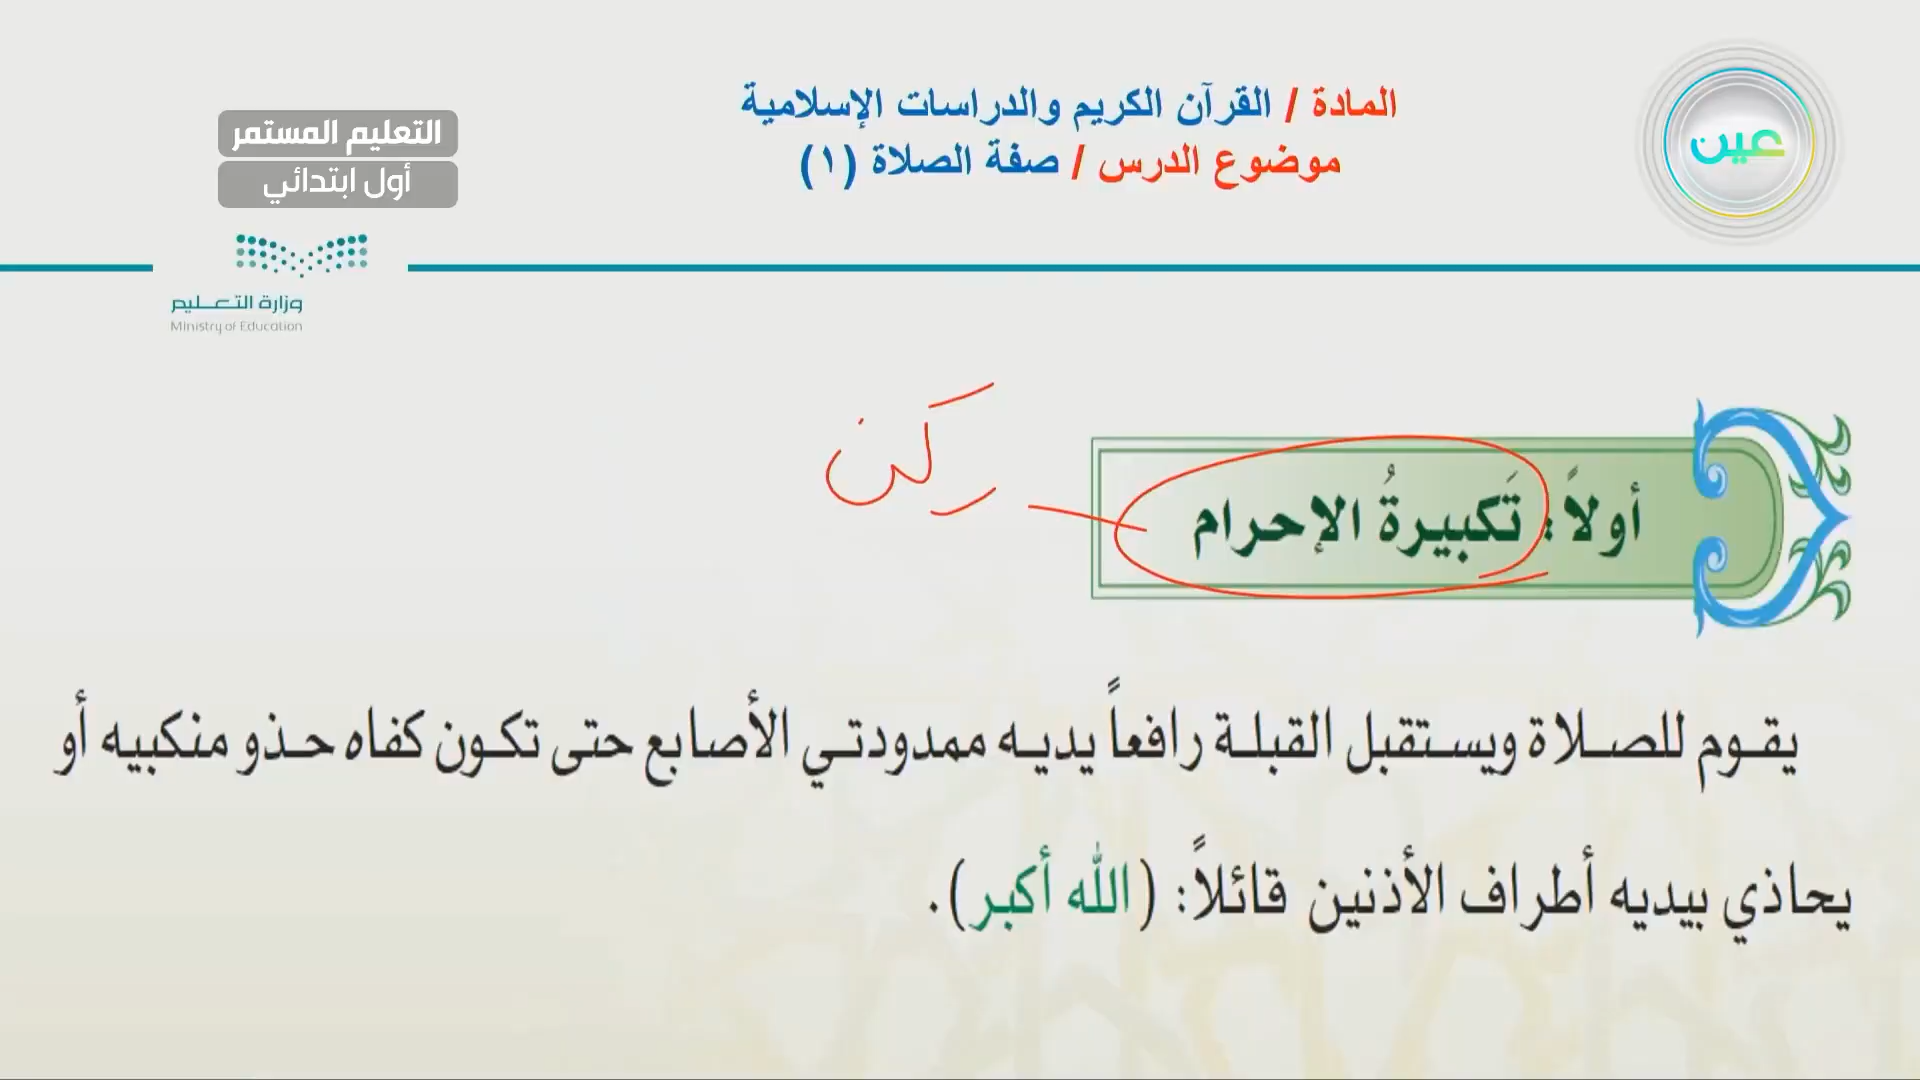 المادة / القرآن الكريم والدراسات الإسلامية
موضوع الدرس / صفة الصلاة (١)
عين
التعليم المستمر
أول ابتدائي
وزارة التعليم
Ministry of Education
ركن
أولاً: تَكبيرةُ الإحرام
يقوم للصلاة ويستقبل القبلة رافعاً يديه ممدودتي الأصابع حتى تكون كفاه حذو منكبيه أو
يحاذي بيديه أطراف الأذنين قائلاً: (الله أكبر).